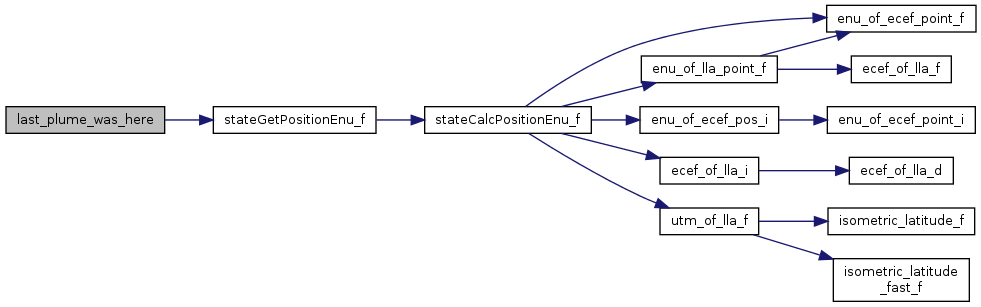 last_plume_was_here
stateGetPositionEnu_f
stateCalcPositionEnu_f
enu_of_ecef_point_f
enu_of_lla_point_f
ecef_of_lla_f
enu_of_ecef_pos_i
enu_of_ecef_point_i
ecef_of_lla_i
ecef_of_lla_d
utm_of_lla_f
isometric_latitude_f
isometric_latitude
_fast_f